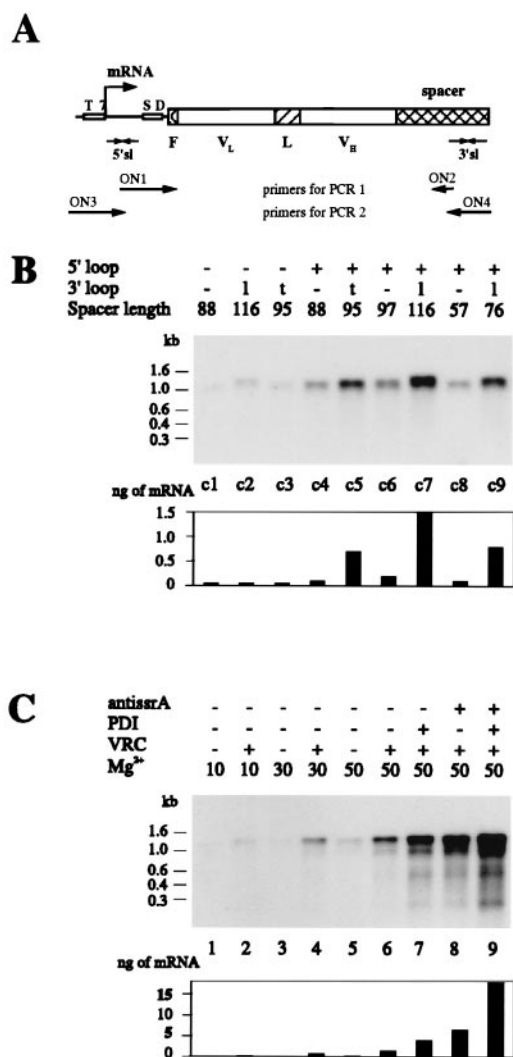 A
mRNA
T 7
S D
spacer
F V_L L V_H
5'sl
3'sl
ON1 primers for PCR 1 ON2
ON3 primers for PCR 2 ON4
B
5' loop - - - + + + + + +
3' loop - l t - t - l - l
Spacer length 88 116 95 88 95 97 116 57 76
kb
1.6
1.0
0.6
0.4
0.3
ng of mRNA c1 c2 c3 c4 c5 c6 c7 c8 c9
1.5
1.0
0.5
0
C
antissrA - - - - - - - + +
PDI - - - - - - + - +
VRC - + - + - + + + +
Mg²⁺ 10 10 30 30 50 50 50 50 50
kb
1.6
1.0
0.6
0.4
0.3
1 2 3 4 5 6 7 8 9
ng of mRNA
15
10
5
0